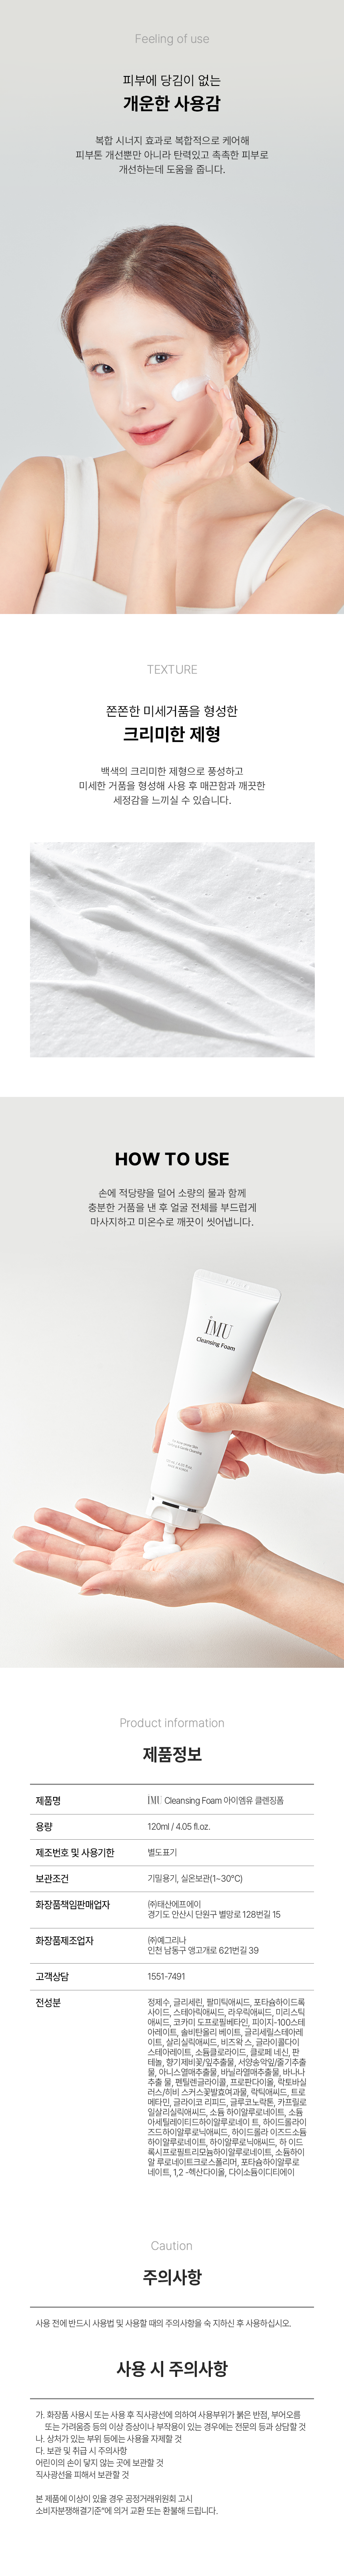 Feeling of use
피부에 당김이 없는
개운한 사용감
복합 시너지 효과로 복합적으로 케어해
피부톤 개선뿐만 아니라 탄력있고 촉촉한 피부로
개선하는데 도움을 줍니다.
TEXTURE
쫀쫀한 미세거품을 형성한
크리미한 제형
백색의 크리미한 제형으로 풍성하고
미세한 거품을 형성해 사용 후 매끈함과 깨끗한
세정감을 느끼실 수 있습니다.
HOW TO USE
손에 적당량을 덜어 소량의 물과 함께
충분한 거품을 낸 후 얼굴 전체를 부드럽게
마사지하고 미온수로 깨끗이 씻어냅니다.
IMU
Cleansing Foam
Product information
제품정보
제품명
IMU Cleansing Foam 아이엠유 클렌징폼
용량
120ml / 4.05 fl.oz.
제조번호 및 사용기한
별도표기
보관조건
기밀용기, 실온보관(1~30°C)
화장품책임판매업자
㈜태산에프에이
경기도 안산시 단원구 별망로 128번길 15
화장품제조업자
㈜예그리나
인천 남동구 앵고개로 621번길 39
고객상담
1551-7491
전성분
정제수, 글리세린, 팔미틱애씨드, 포타슘하이드록
사이드, 스테아릭애씨드, 라우릭애씨드, 미리스틱
애씨드, 코카미 도프로필베타인, 피이지-100스테
아레이트, 솔비탄올리 베이트, 글리세릴스테아레
이트, 살리실릭애씨드, 비즈왁 스, 글라이콜다이
스테아레이트, 소듐클로라이드, 클로페 네신, 판
테놀, 향기제비꽃/잎추출물, 서양송악잎/줄기추출
물, 아니스열매추출물, 바닐라열매추출물, 바나나
추출 물, 펜틸렌글라이콜, 프로판다이올, 락토바실
러스/히비 스커스꽃발효여과물, 락틱애씨드, 트로
메타민, 글라이코 리피드, 글루코노락톤, 카프릴로
일살리실릭애씨드, 소듐 하이알루로네이트, 소듐
아세틸레이티드하이알루로네이 트, 하이드롤라이
즈드하이알루로닉애씨드, 하이드롤라 이즈드소듐
하이알루로네이트, 하이알루로닉애씨드, 하 이드
록시프로필트리모늄하이알루로네이트, 소듐하이
알 루로네이트크로스폴리머, 포타슘하이알루로
네이트, 1,2 -헥산다이올, 다이소듐이디티에이
Caution
주의사항
사용 전에 반드시 사용법 및 사용할 때의 주의사항을 숙 지하신 후 사용하십시오.
사용 시 주의사항
가. 화장품 사용시 또는 사용 후 직사광선에 의하여 사용부위가 붉은 반점, 부어오름
또는 가려움증 등의 이상 증상이나 부작용이 있는 경우에는 전문의 등과 상담할 것
나. 상처가 있는 부위 등에는 사용을 자제할 것
다. 보관 및 취급 시 주의사항
어린이의 손이 닿지 않는 곳에 보관할 것
직사광선을 피해서 보관할 것
본 제품에 이상이 있을 경우 공정거래위원회 고시
소비자분쟁해결기준"에 의거 교환 또는 환불해 드립니다.